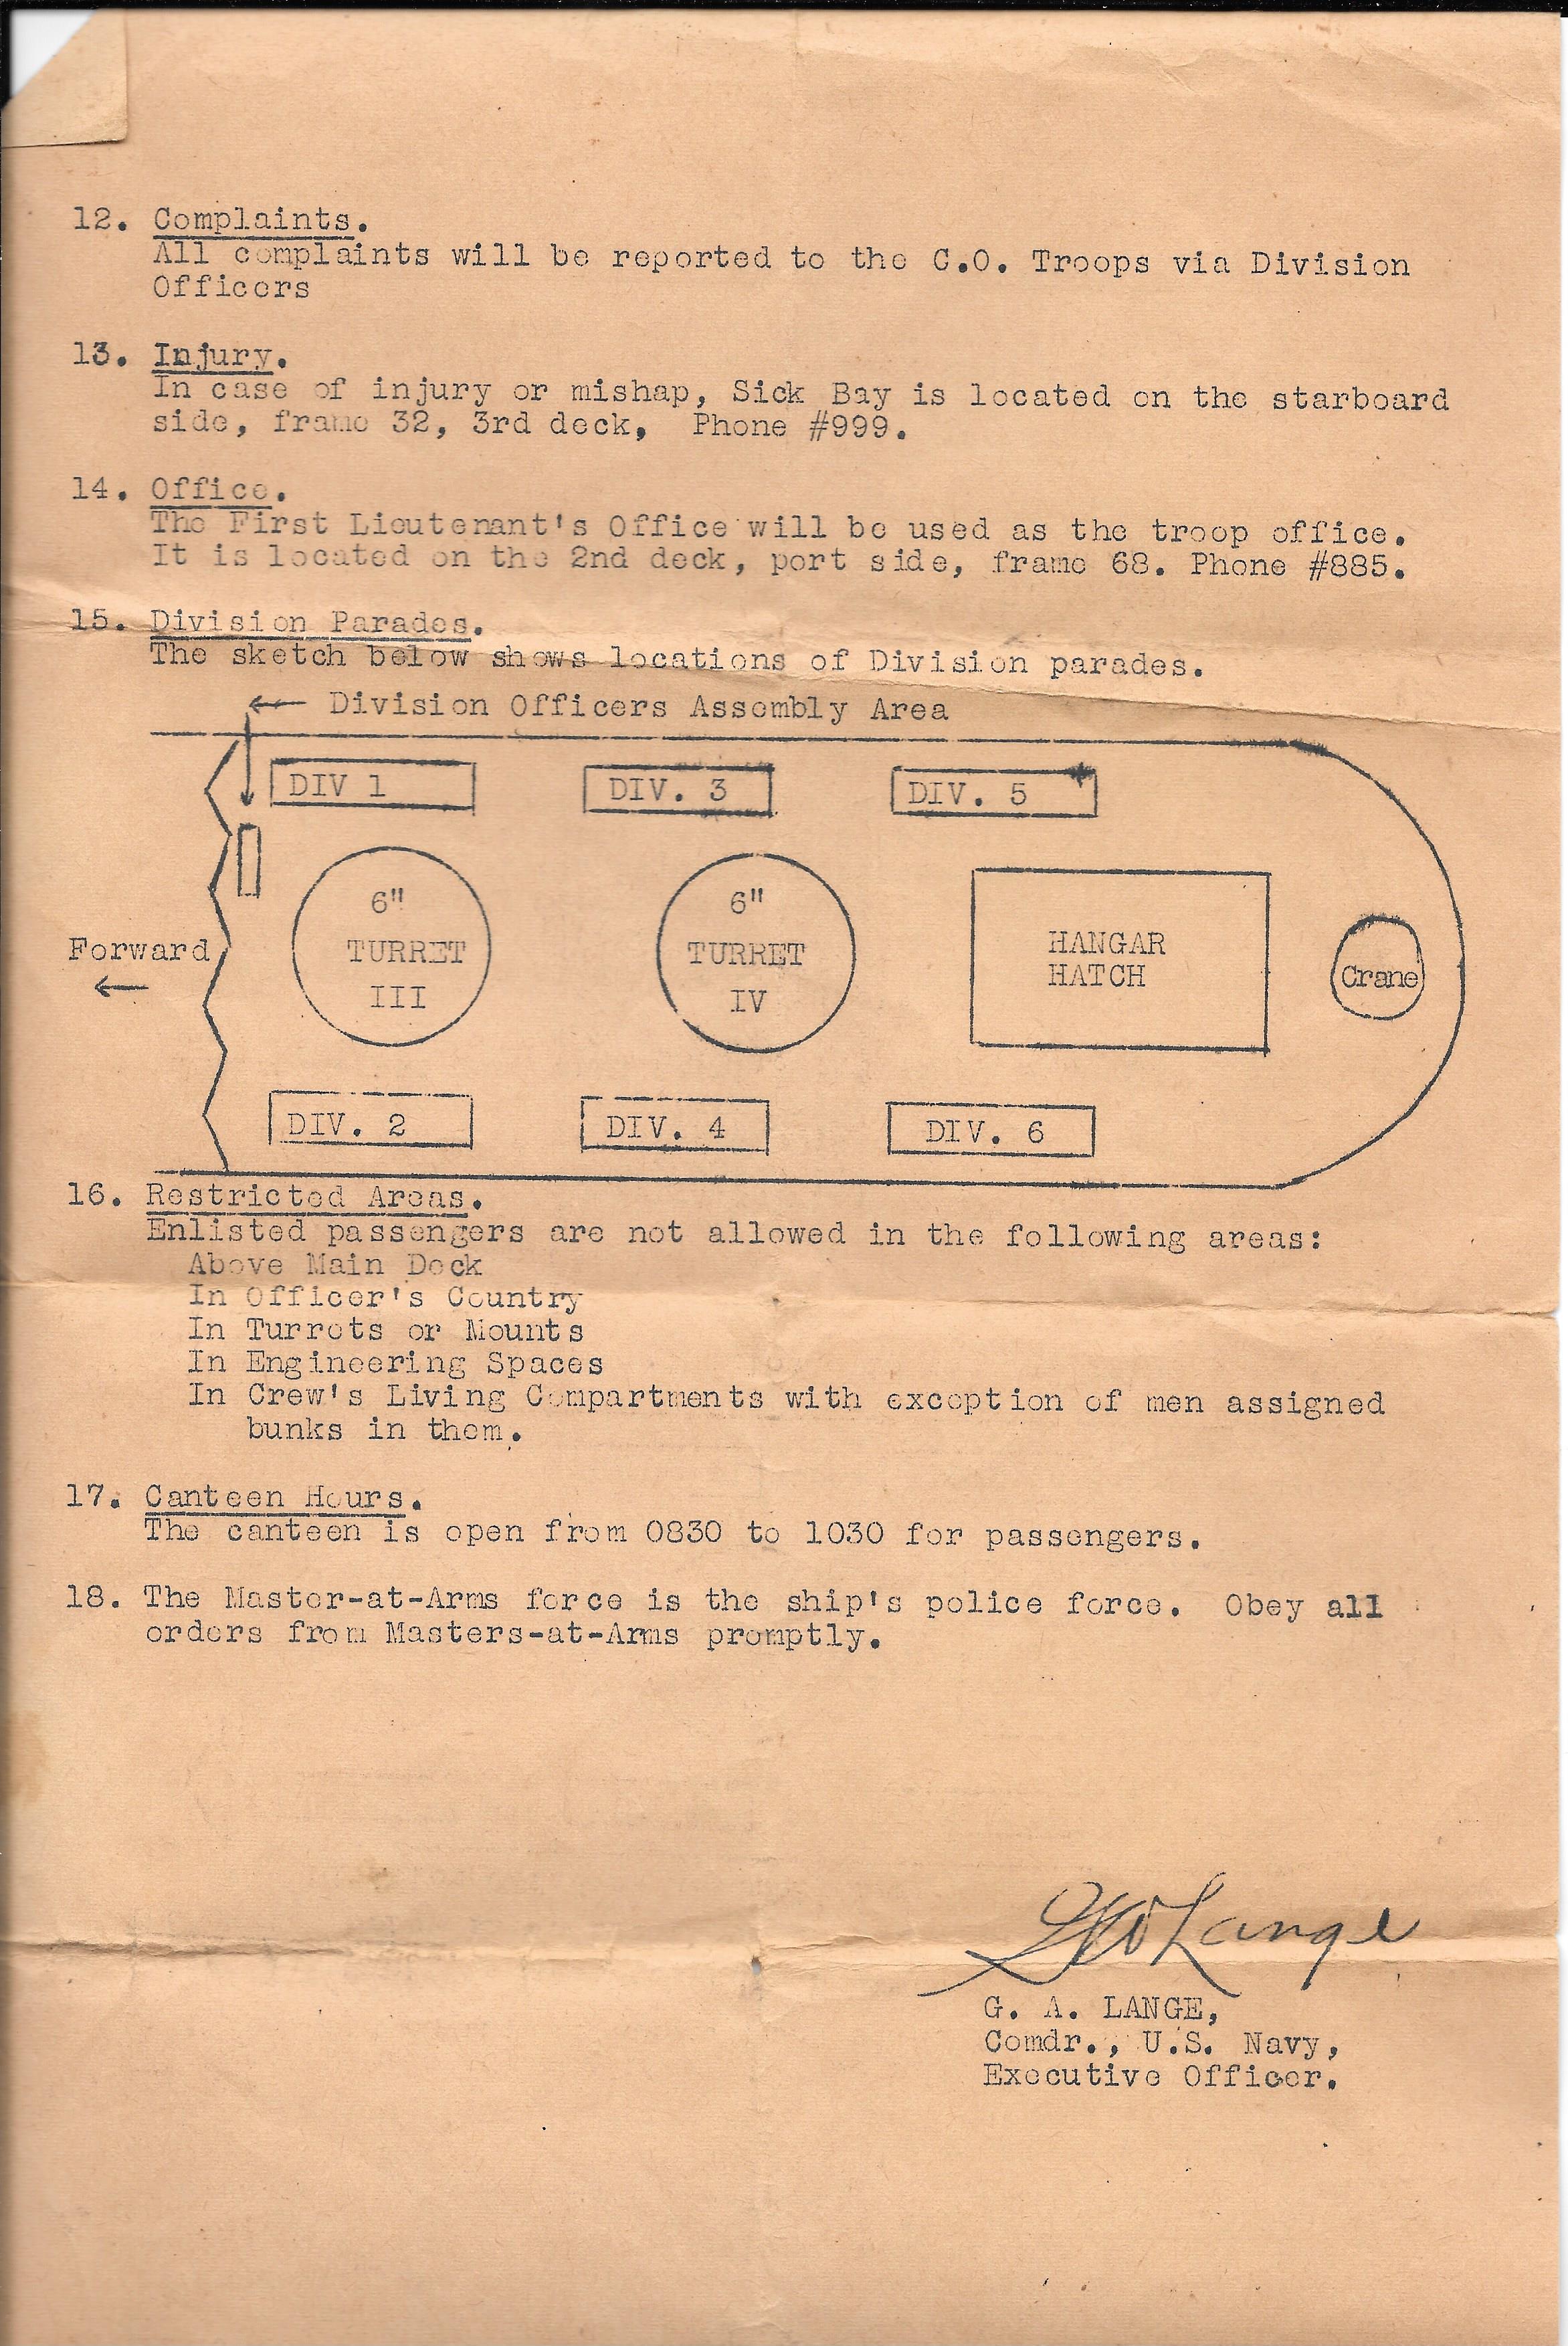 12. Complaints.
All complaints will be reported to the C.O. Troops via Division
Officers
13. Injury.
In case of injury or mishap, Sick Bay is located on the starboard
side, frame 32, 3rd deck, Phone #999.
14. Office.
The First Lieutenant's Office will be used as the troop office.
It is located on the 2nd deck, port side, frame 68. Phone #885.
15. Division Parades.
The sketch below shows locations of Division parades.
← Division Officers Assembly Area
DIV 1 DIV. 3 DIV. 5
6" TURRET III
6" TURRET IV
HANGAR
HATCH
Crane
Forward
←
DIV. 2 DIV. 4 DIV. 6
16. Restricted Areas.
Enlisted passengers are not allowed in the following areas:
Above Main Deck
In Officer's Country
In Turrets or Mounts
In Engineering Spaces
In Crew's Living Compartments with exception of men assigned
bunks in them.
17. Canteen Hours.
The canteen is open from 0830 to 1030 for passengers.
18. The Master-at-Arms force is the ship's police force. Obey all
orders from Masters-at-Arms promptly.
Lange
G. A. LANGE,
Comdr., U.S. Navy,
Executive Officer.